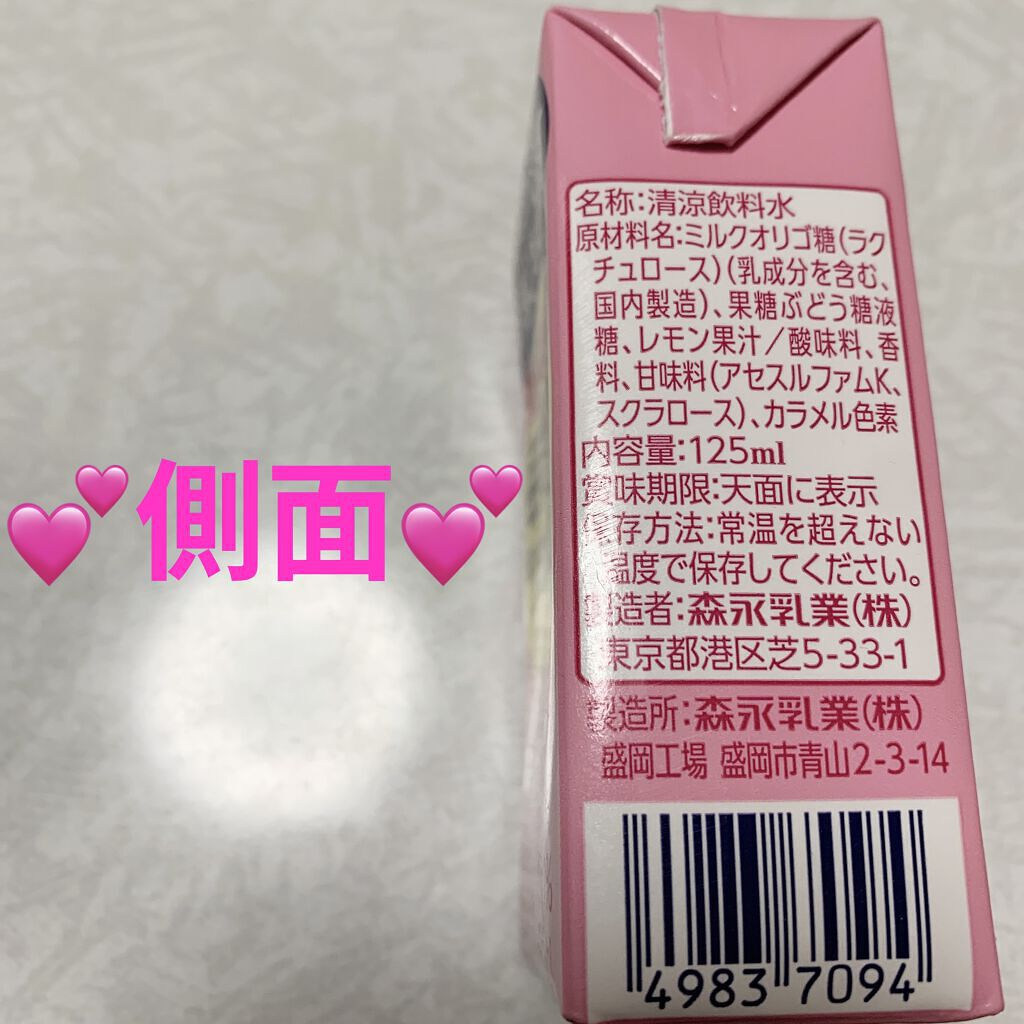 名称:清涼飲料水
原材料名:ミルクオリゴ糖(ラク
チュロース)(乳成分を含む、
国内製造)、果糖ぶどう糖液
糖、レモン果汁/酸味料、香
料、甘味料(アセスルファムK、
スクラロース)、カラメル色素
内容量:125ml
賞味期限:天面に表示
保存方法:常温を超えない
温度で保存してください。
製造者:森永乳業(株)
東京都港区芝5-33-1
製造所:森永乳業(株)
盛岡工場 盛岡市青山2-3-14
4983 7094
💕側面💕